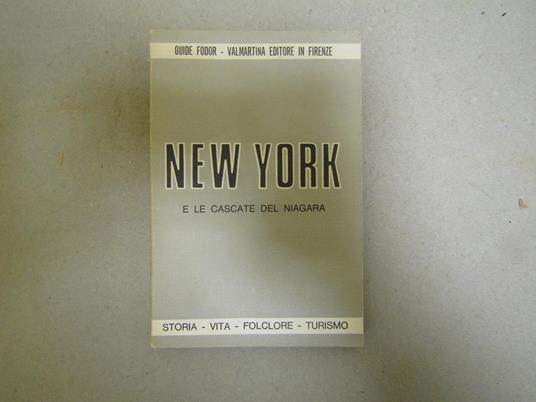 GUIDE FODOR - VALMARTINA EDITORE IN FIRENZE
NEW YORK
E LE CASCATE DEL NIAGARA
STORIA - VITA - FOLCLORE - TURISMO